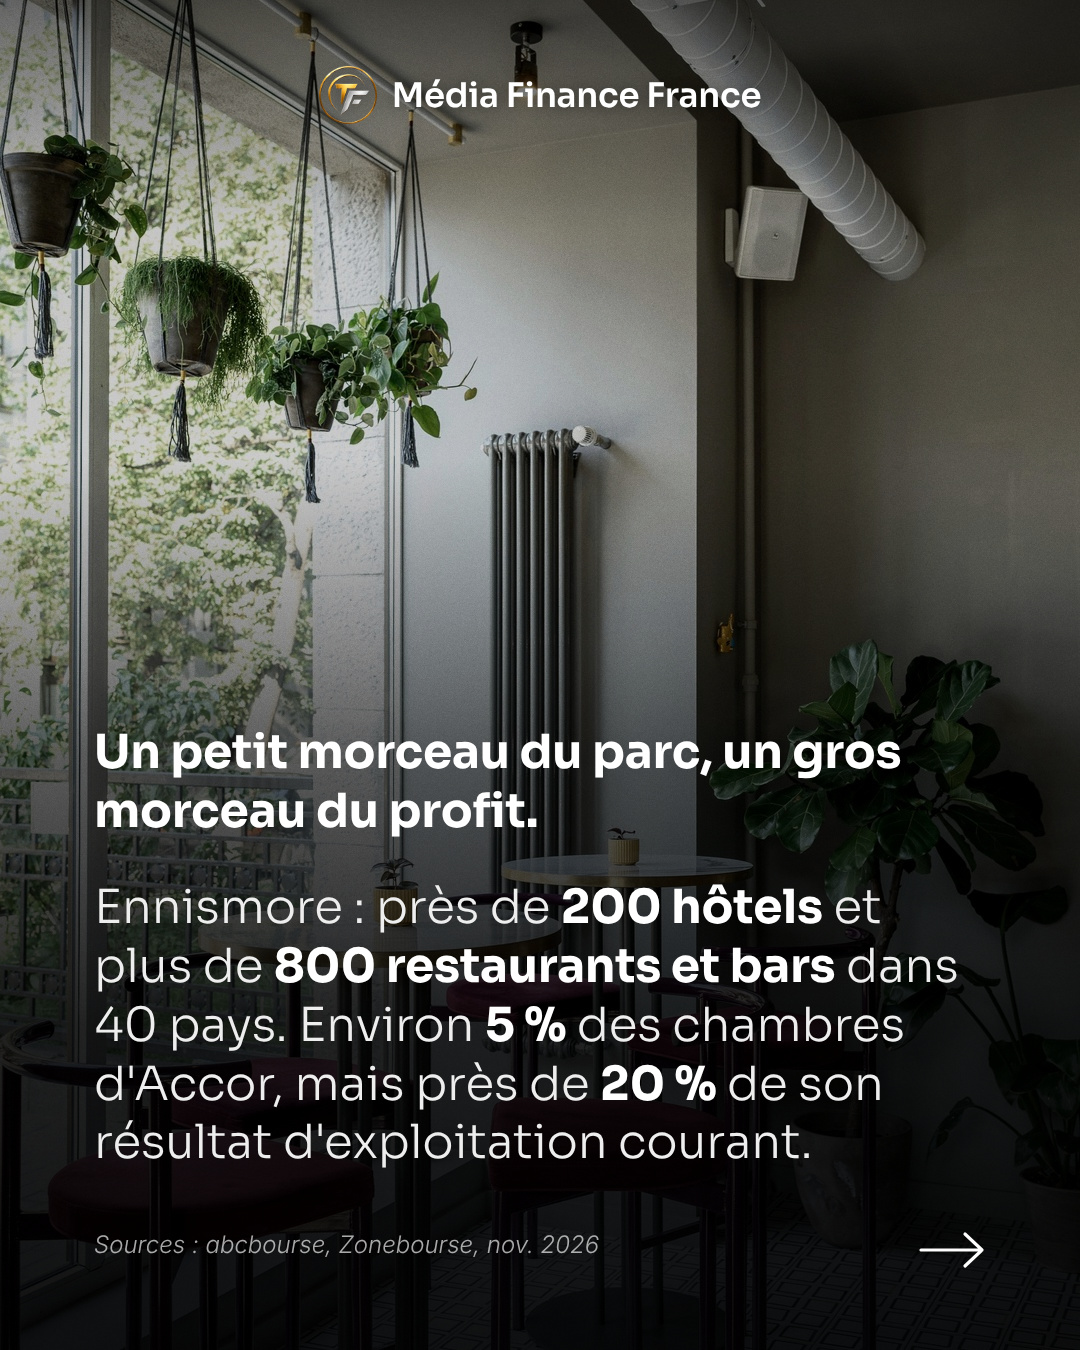 TF Média Finance France
Un petit morceau du parc, un gros
morceau du profit.
Ennismore : près de 200 hôtels et
plus de 800 restaurants et bars dans
40 pays. Environ 5 % des chambres
d'Accor, mais près de 20 % de son
résultat d'exploitation courant.
Sources : abcbourse, Zonebourse, nov. 2026